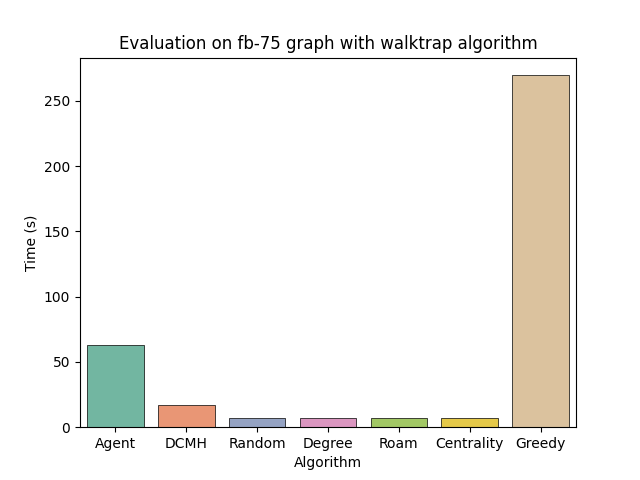 Evaluation on fb-75 graph with walktrap algorithm
Time (s)
250
200
150
100
50
0
Agent DCMH Random Degree Roam Centrality Greedy
Algorithm